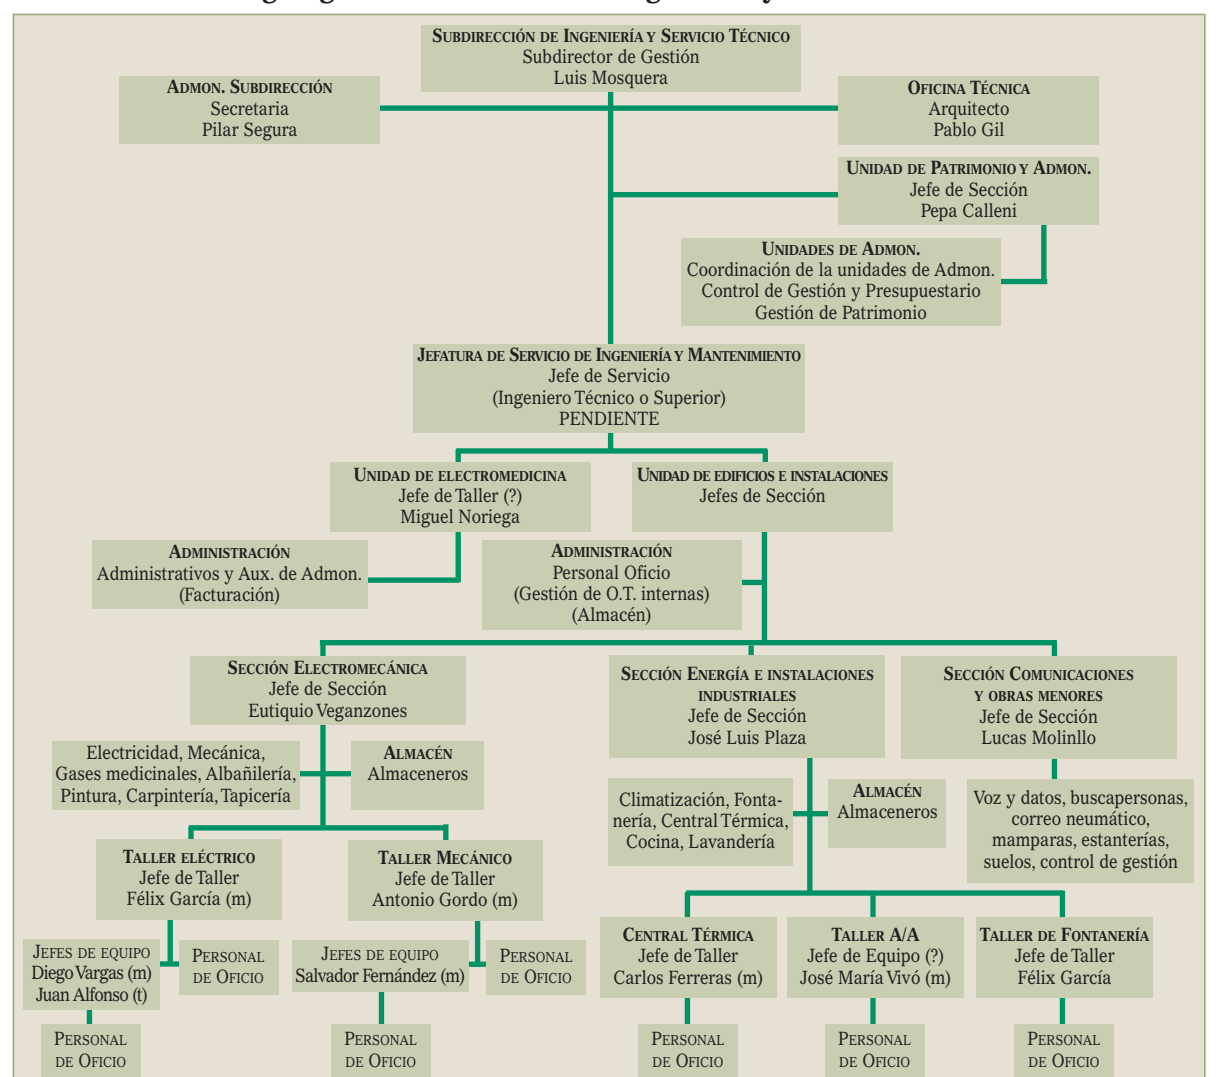 SUBDIRECCIÓN DE INGENIERÍA Y SERVICIO TÉCNICO
Subdirector de Gestión
Luis Mosquera
ADMON. SUBDIRECCIÓN
Secretaria
Pilar Segura
OFICINA TÉCNICA
Arquitecto
Pablo Gil
UNIDAD DE PATRIMONIO Y ADMON.
Jefe de Sección
Pepa Calleni
UNIDADES DE ADMON.
Coordinación de la unidades de Admon.
Control de Gestión y Presupuestario
Gestión de Patrimonio
JEFATURA DE SERVICIO DE INGENIERÍA Y MANTENIMIENTO
Jefe de Servicio
(Ingeniero Técnico o Superior)
PENDIENTE
UNIDAD DE ELECTROMEDICINA
Jefe de Taller (?)
Miguel Noriega
UNIDAD DE EDIFICIOS E INSTALACIONES
Jefes de Sección
ADMINISTRACIÓN
Administrativos y Aux. de Admon.
(Facturación)
ADMINISTRACIÓN
Personal Oficio
(Gestión de O.T. internas)
(Almacén)
SECCIÓN ELECTROMECÁNICA
Jefe de Sección
Eutiquio Veganzones
SECCIÓN ENERGÍA E INSTALACIONES
INDUSTRIALES
Jefe de Sección
José Luis Plaza
SECCIÓN COMUNICACIONES
Y OBRAS MENORES
Jefe de Sección
Lucas Molinllo
Electricidad, Mecánica,
Gases medicinales, Albañilería,
Pintura, Carpintería, Tapicería
ALMACÉN
Almaceneros
Climatización, Fonta-
nería, Central Térmica,
Cocina, Lavandería
ALMACÉN
Almaceneros
Voz y datos, buscapersonas,
correo neumático,
mamparas, estanterías,
suelos, control de gestión
TALLER ELÉCTRICO
Jefe de Taller
Félix García (m)
TALLER MECÁNICO
Jefe de Taller
Antonio Gordo (m)
JEFES DE EQUIPO
Diego Vargas (m)
Juan Alfonso (t)
PERSONAL
DE OFICIO
JEFES DE EQUIPO
Salvador Fernández (m)
PERSONAL
DE OFICIO
CENTRAL TÉRMICA
Jefe de Taller
Carlos Ferreras (m)
TALLER A/A
Jefe de Equipo (?)
José María Vivó (m)
TALLER DE FONTANERÍA
Jefe de Taller
Félix García
PERSONAL
DE OFICIO
PERSONAL
DE OFICIO
PERSONAL
DE OFICIO
PERSONAL
DE OFICIO
PERSONAL
DE OFICIO